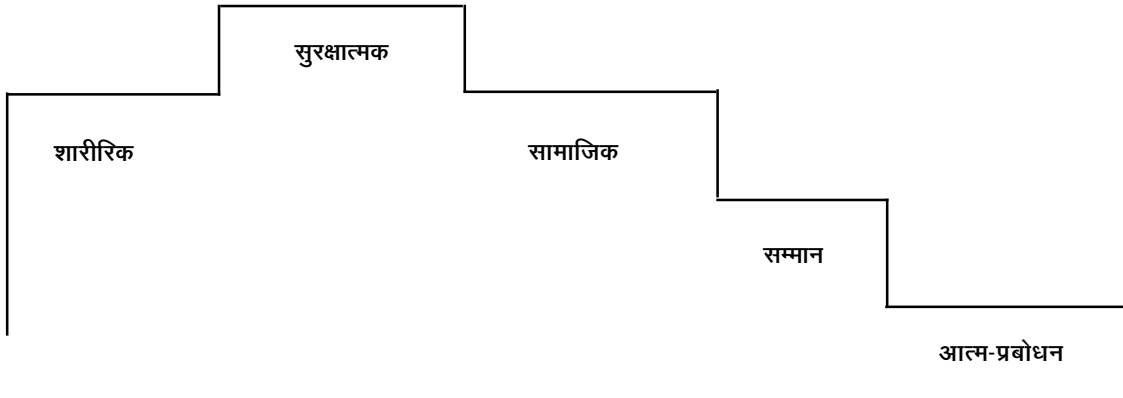 सुरक्षात्मक
शारीरिक
सामाजिक
सम्मान
आत्म-प्रबोधन